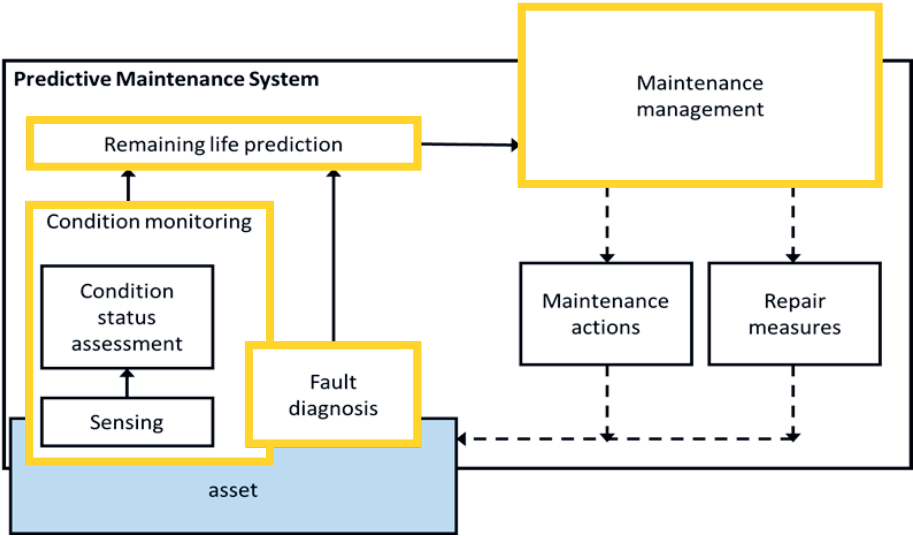 Predictive Maintenance System
Maintenance
management
Remaining life prediction
Condition monitoring
Condition
status
assessment
Sensing
Fault
diagnosis
Maintenance
actions
Repair
measures
asset